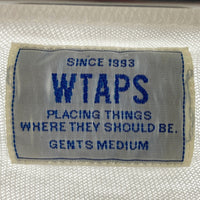 SINCE 1993
WTAPS
PLACING THINGS
WHERE THEY SHOULD BE.
GENTS MEDIUM